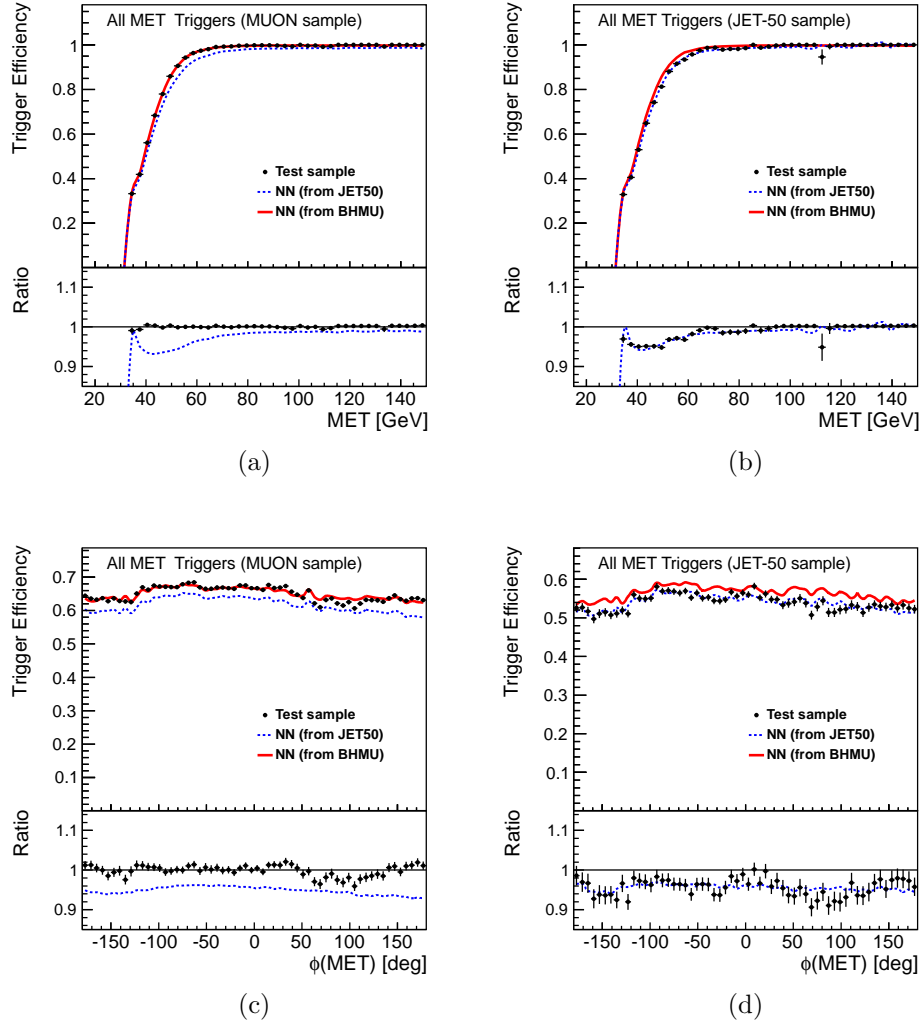 All MET Triggers (MUON sample)
Trigger Efficiency
1
0.8
0.6
0.4
0.2
Test sample
NN (from JET50)
NN (from BHMU)
Ratio
1.1
1
0.9
20 40 60 80 100 120 140
MET [GeV]
(a)
All MET Triggers (JET-50 sample)
Trigger Efficiency
1
0.8
0.6
0.4
0.2
Test sample
NN (from JET50)
NN (from BHMU)
Ratio
1.1
1
0.9
20 40 60 80 100 120 140
MET [GeV]
(b)
All MET Triggers (MUON sample)
Trigger Efficiency
0.7
0.6
0.5
0.4
0.3
0.2
0.1
Test sample
NN (from JET50)
NN (from BHMU)
Ratio
1.1
1
0.9
-150 -100 -50 0 50 100 150
ϕ(MET) [deg]
(c)
All MET Triggers (JET-50 sample)
Trigger Efficiency
0.6
0.5
0.4
0.3
0.2
0.1
Test sample
NN (from JET50)
NN (from BHMU)
Ratio
1.1
1
0.9
-150 -100 -50 0 50 100 150
ϕ(MET) [deg]
(d)